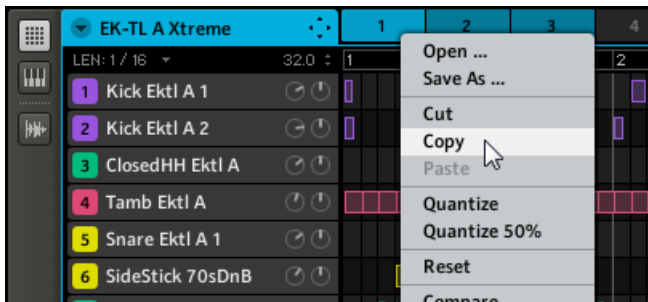 EK-TL A Xtreme
1
2
3
4
LEN: 1 / 16
32.0
1
2
1 Kick Ektl A 1
2 Kick Ektl A 2
3 ClosedHH Ektl A
4 Tamb Ektl A
5 Snare Ektl A 1
6 SideStick 70sDnB
Open ...
Save As ...
Cut
Copy
Paste
Quantize
Quantize 50%
Reset
Compare